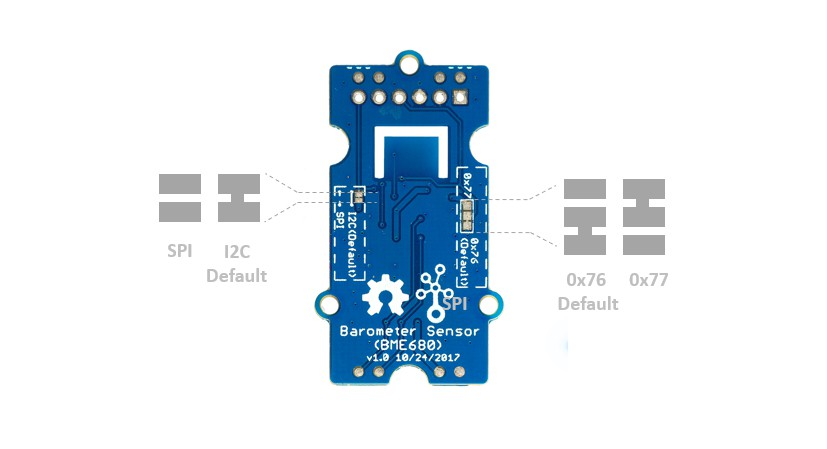 SPI
I2C
Default
I2C(Default)
SPI
0x77
0x76
(Default)
0x76
Default
0x77
SPI
Barometer Sensor
(BME680)
v1.0 10/24/2017